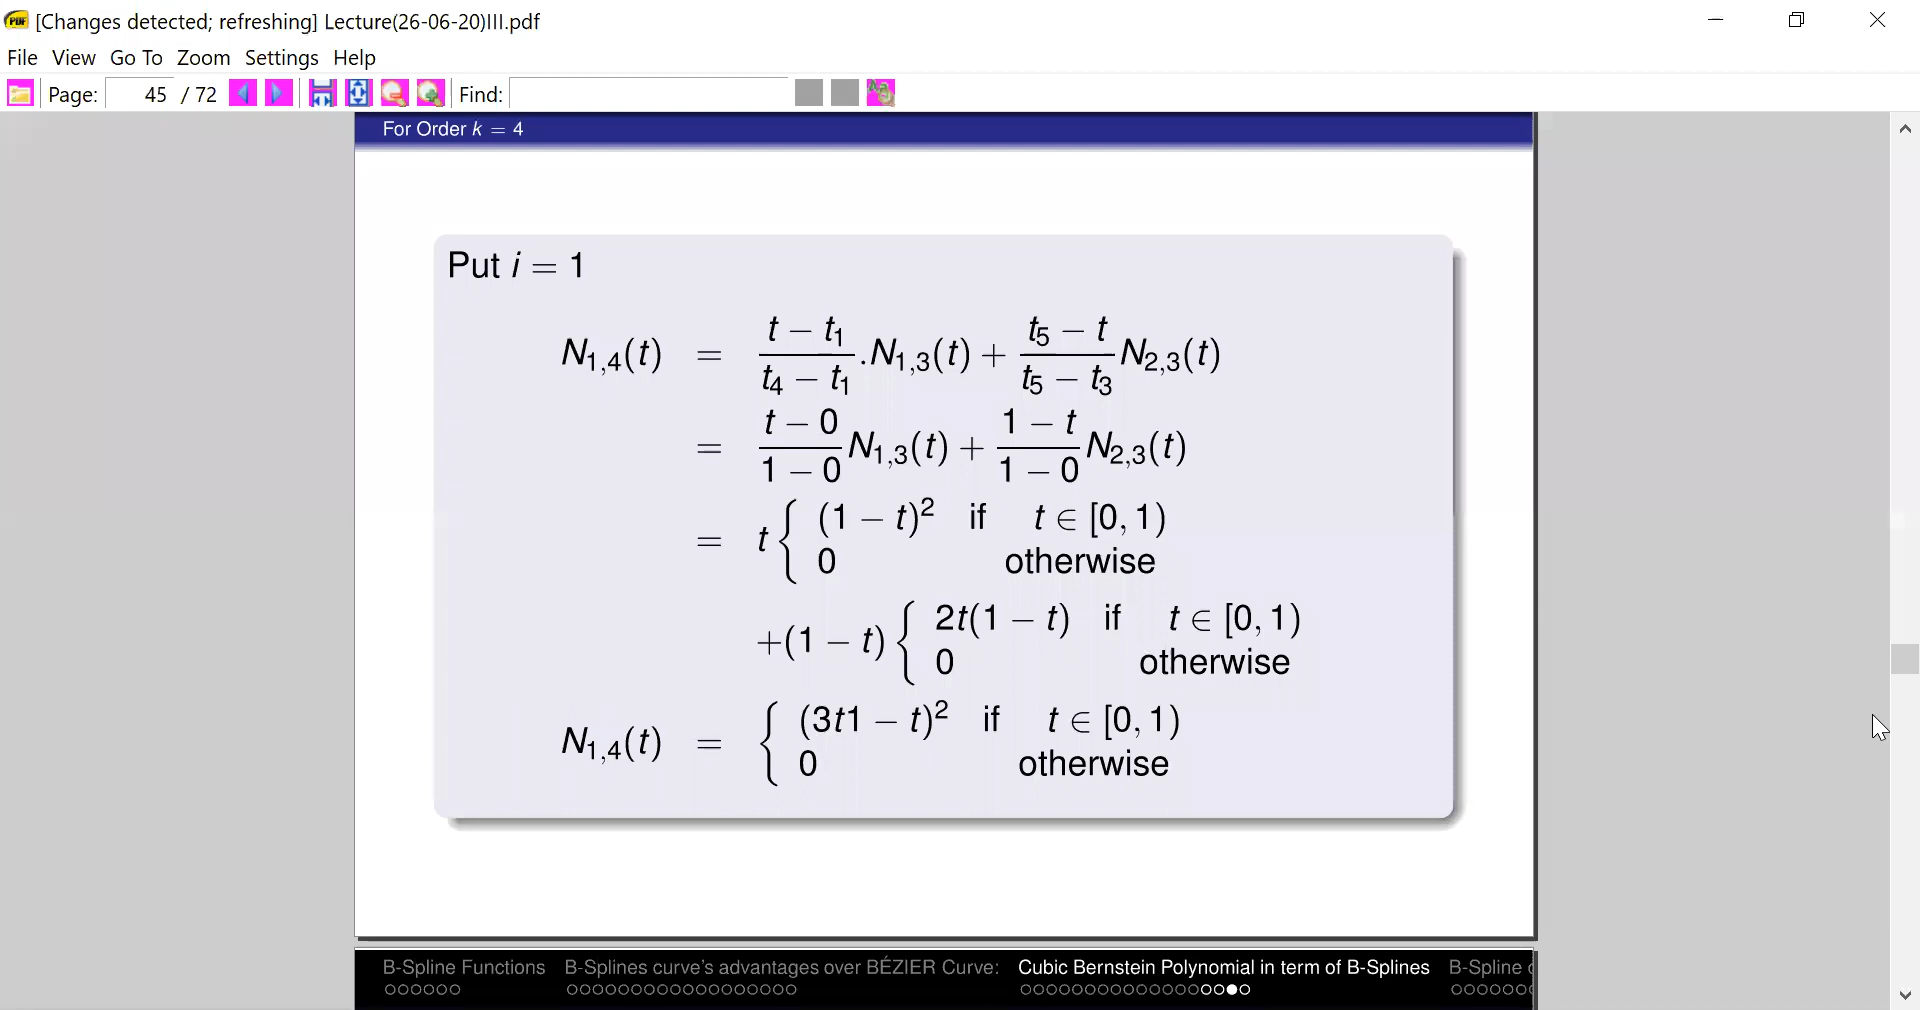 [Changes detected; refreshing] Lecture(26-06-20)III.pdf
File View Go To Zoom Settings Help
Page: 45 / 72 Find:
For Order k = 4
Put i = 1
N₁,₄(t) = (t − t₁)/(t₄ − t₁) .N₁,₃(t) + (t₅ − t)/(t₅ − t₃) N₂,₃(t)
= (t − 0)/(1 − 0) N₁,₃(t) + (1 − t)/(1 − 0) N₂,₃(t)
= t { (1 − t)² if t ∈ [0, 1)
0 otherwise
+(1 − t) { 2t(1 − t) if t ∈ [0, 1)
0 otherwise
N₁,₄(t) = { (3t1 − t)² if t ∈ [0, 1)
0 otherwise
B-Spline Functions B-Splines curve's advantages over BÉZIER Curve: Cubic Bernstein Polynomial in term of B-Splines B-Spline